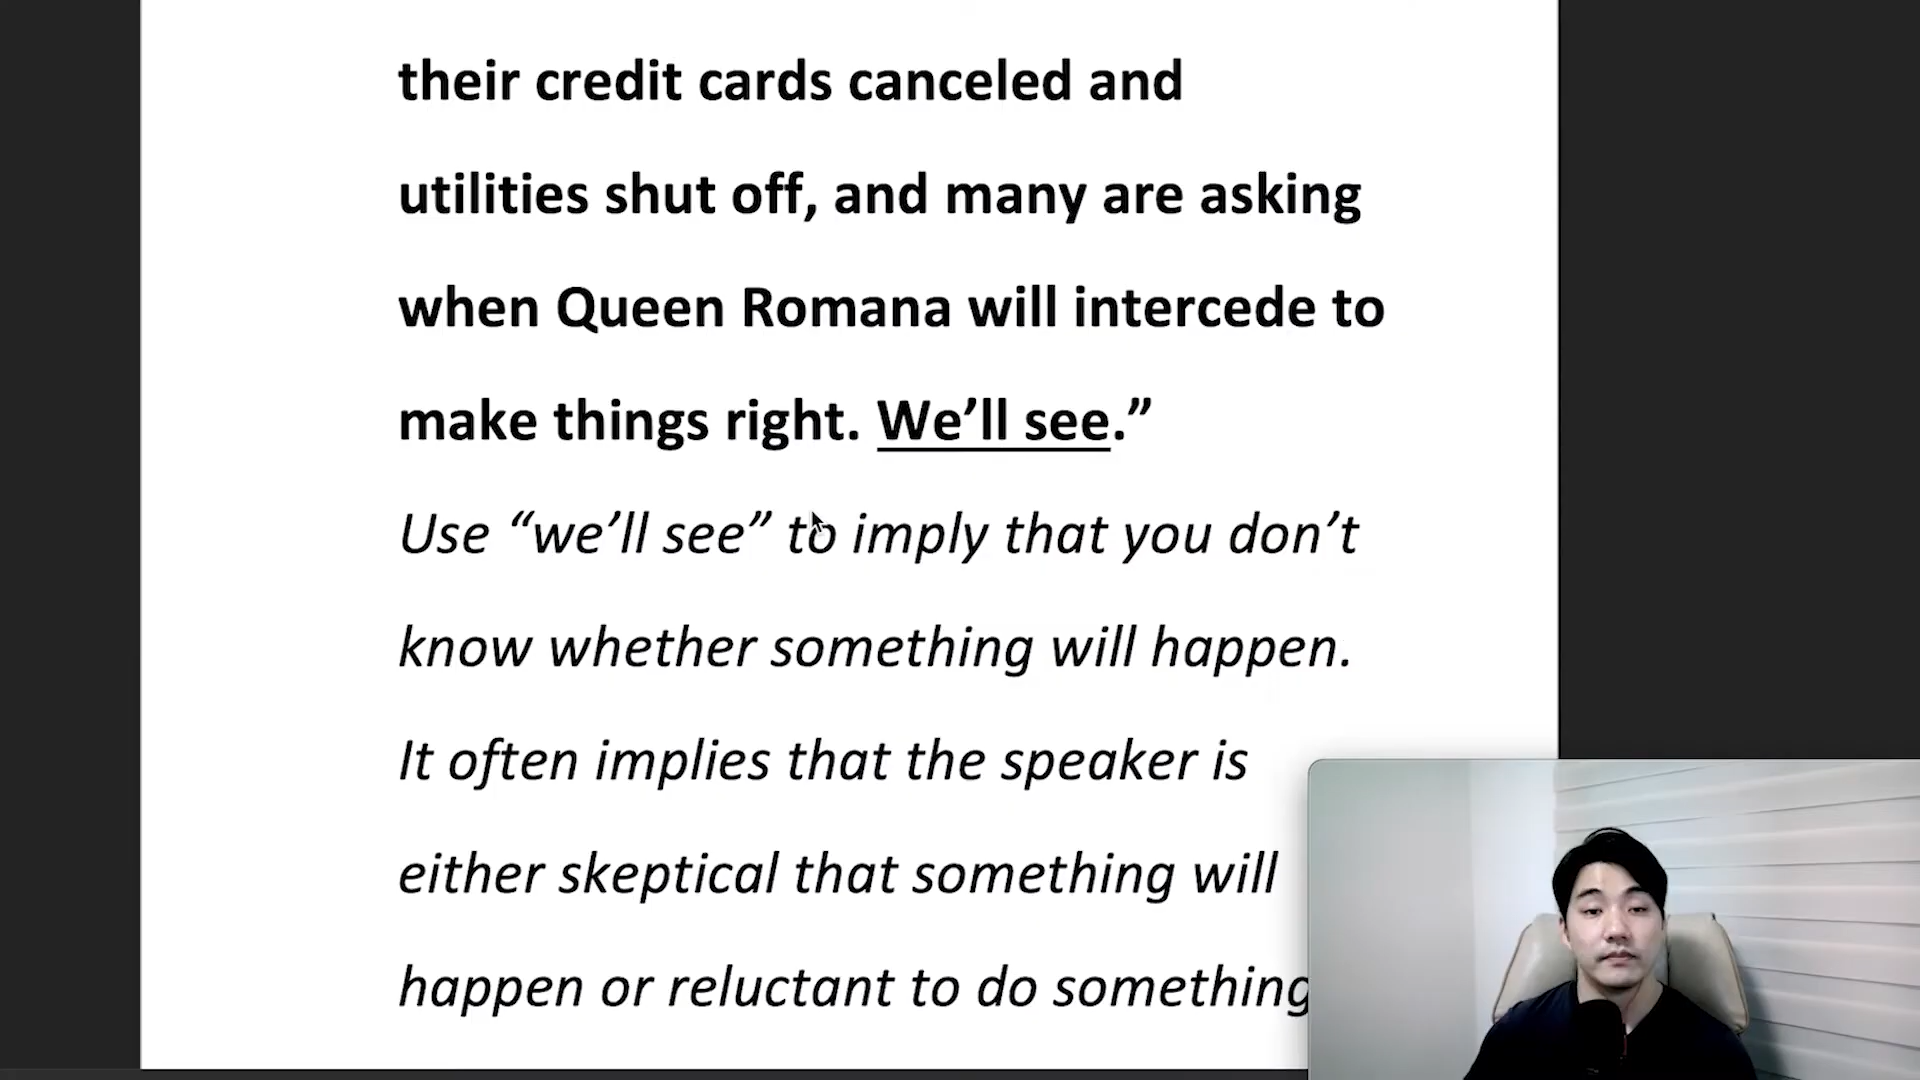 their credit cards canceled and
utilities shut off, and many are asking
when Queen Romana will intercede to
make things right. We’ll see.”
Use “we’ll see” to imply that you don’t
know whether something will happen.
It often implies that the speaker is
either skeptical that something will
happen or reluctant to do something